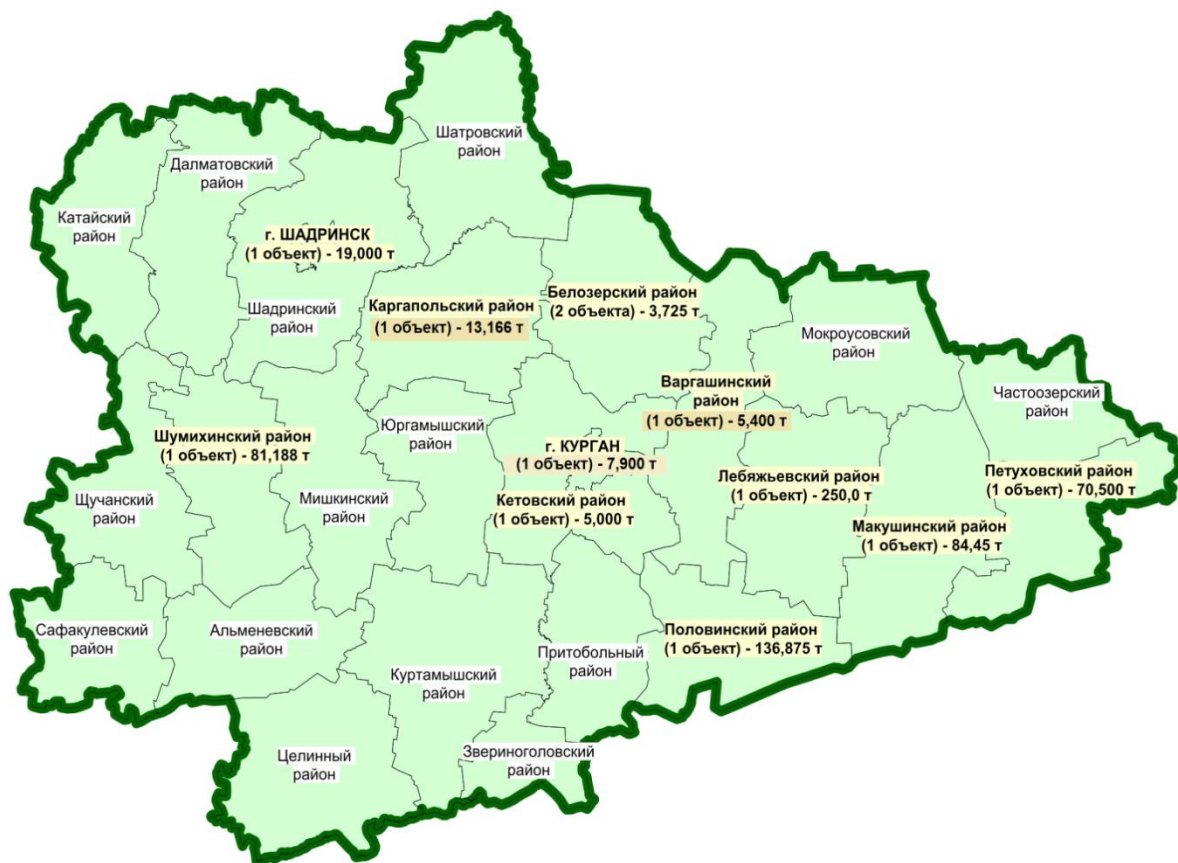 Шатровский
район
Далматовский
район
Катайский
район
г. ШАДРИНСК
(1 объект) - 19,000 т
Шадринский
район
Каргапольский район
(1 объект) - 13,166 т
Белозерский район
(2 объекта) - 3,725 т
Мокроусовский
район
Варгашинский
район
(1 объект) - 5,400 т
Частоозерский
район
Юргамышский
район
Шумихинский район
(1 объект) - 81,188 т
г. КУРГАН
(1 объект) - 7,900 т
Кетовский район
(1 объект) - 5,000 т
Лебяжьевский район
(1 объект) - 250,0 т
Петуховский район
(1 объект) - 70,500 т
Щучанский
район
Мишкинский
район
Макушинский район
(1 объект) - 84,45 т
Сафакулевский
район
Альменевский
район
Половинский район
(1 объект) - 136,875 т
Притобольный
район
Куртамышский
район
Целинный
район
Звериноголовский
район